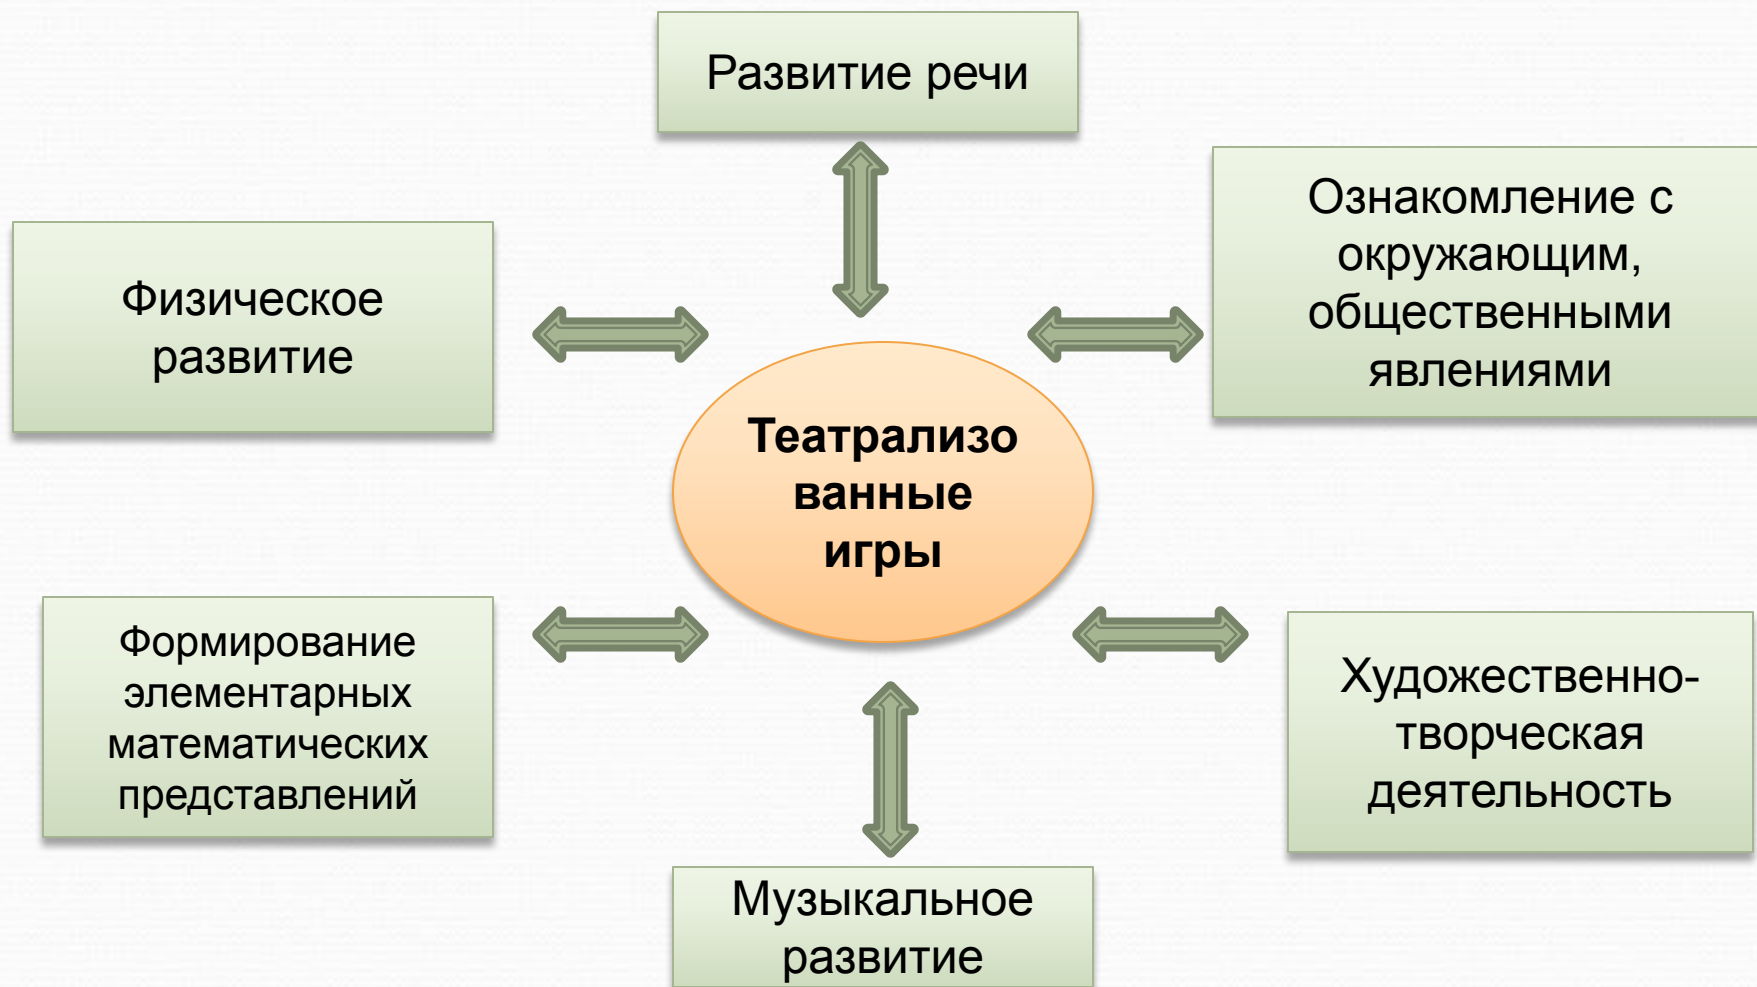 Развитие речи
Ознакомление с
окружающим,
общественными
явлениями
Физическое
развитие
Театрализо
ванные
игры
Формирование
элементарных
математических
представлений
Художественно-
творческая
деятельность
Музыкальное
развитие